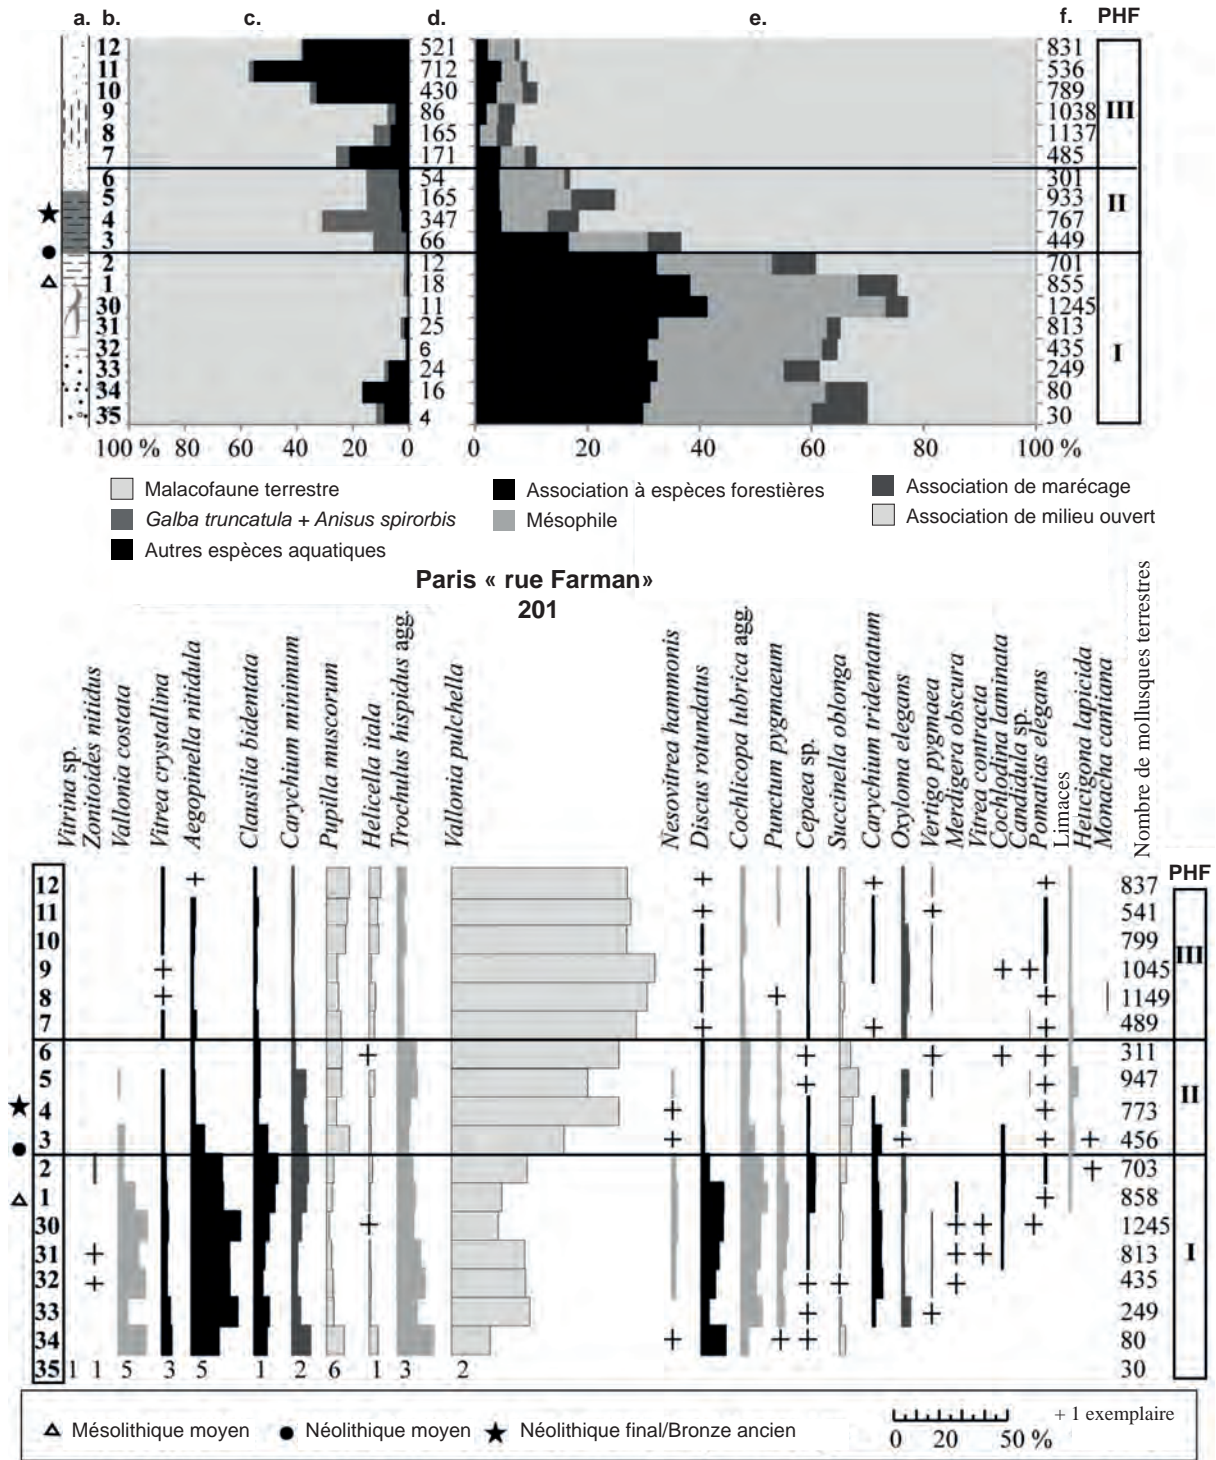 a. b. c. d. e. f. PHF
12 521 831
11 712 536
10 430 789
9 86 1038
8 165 1137
7 171 485
III
6 54 301
5 165 933
4 347 767
3 66 449
II
2 12 701
1 18 855
30 11 1245
31 25 813
32 6 435
33 24 249
34 16 80
35 4 30
I
100 % 80 60 40 20 0 0 20 40 60 80 100 %
Malacofaune terrestre
Galba truncatula + Anisus spirorbis
Autres espèces aquatiques
Association à espèces forestières
Mésophile
Association de marécage
Association de milieu ouvert
Paris « rue Farman»
201
Vitrina sp.
Zonitoides nitidus
Vallonia costata
Vitrea crystallina
Aegopinella nitidula
Clausilia bidentata
Carychium minimum
Pupilla muscorum
Helicella itala
Trochulus hispidus agg.
Vallonia pulchella
Nesovitrea hammonis
Discus rotundatus
Cochlicopa lubrica agg.
Punctum pygmaeum
Cepaea sp.
Succinella oblonga
Carychium tridentatum
Oxyloma elegans
Vertigo pygmaea
Merdigera obscura
Vitrea contracta
Cochlodina laminata
Candidula sp.
Pomatias elegans
Limaces
Helicigona lapicida
Monacha cantiana
Nombre de mollusques terrestres
PHF
12 + + + + 837
11 + + 541
10 799
9 + + + + 1045
8 + + + 1149
7 + + + 489
III
6 + + + + + 311
5 + + 947
4 + + 773
3 + + + + 456
II
2 + 703
1 + 858
30 + + + + 1245
31 + + + 813
32 + + + + 435
33 + + 249
34 + + + 80
35 1 1 5 3 5 1 2 6 1 3 2 30
I
Mésolithique moyen Néolithique moyen Néolithique final/Bronze ancien
0 20 50 %
+ 1 exemplaire